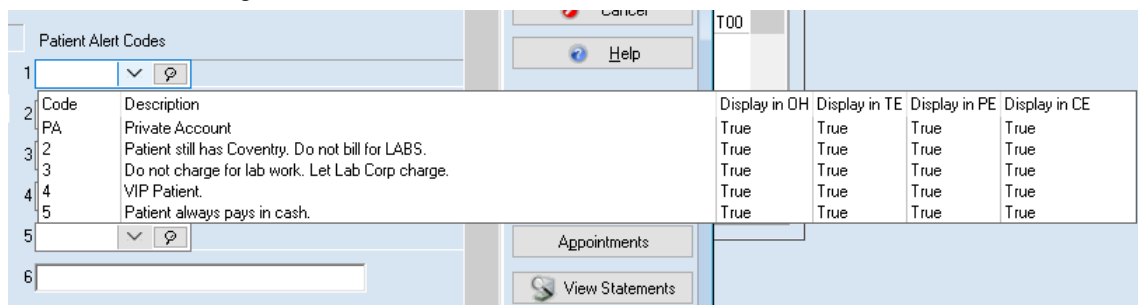 Cancel
T00
Patient Alert Codes
Help
1
2
Code Description Display in OH Display in TE Display in PE Display in CE
PA Private Account True True True True
3
2 Patient still has Coventry. Do not bill for LABS. True True True True
3 Do not charge for lab work. Let Lab Corp charge. True True True True
4
4 VIP Patient. True True True True
5 Patient always pays in cash. True True True True
5
Appointments
6
View Statements